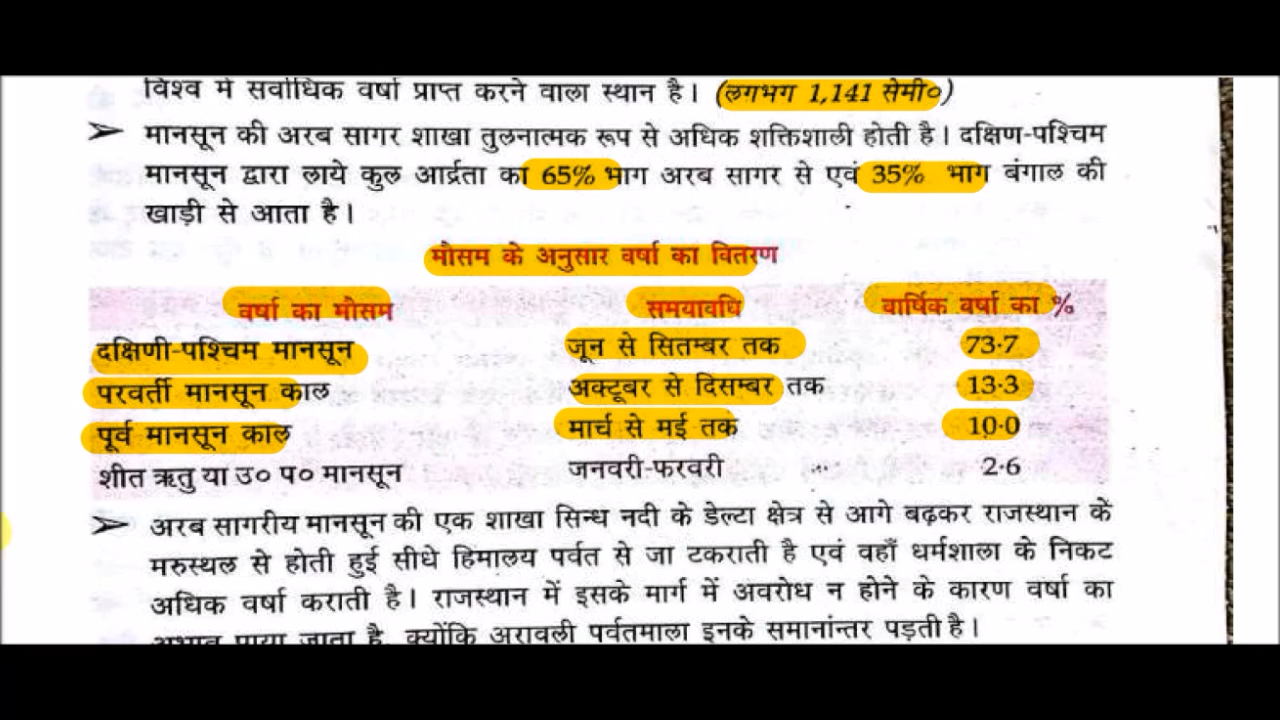 विश्व में सर्वाधिक वर्षा प्राप्त करने वाला स्थान है। (लगभग 1,141 सेमी०)
➢ मानसून की अरब सागर शाखा तुलनात्मक रूप से अधिक शक्तिशाली होती है। दक्षिण-पश्चिम
मानसून द्वारा लाये कुल आर्द्रता का 65% भाग अरब सागर से एवं 35% भाग बंगाल की
खाड़ी से आता है।
मौसम के अनुसार वर्षा का वितरण
वर्षा का मौसम समयावधि वार्षिक वर्षा का %
दक्षिणी-पश्चिम मानसून जून से सितम्बर तक 73·7
परवर्ती मानसून काल अक्टूबर से दिसम्बर तक 13·3
पूर्व मानसून काल मार्च से मई तक 10·0
शीत ऋतु या उ० प० मानसून जनवरी-फरवरी 2·6
➢ अरब सागरीय मानसून की एक शाखा सिन्ध नदी के डेल्टा क्षेत्र से आगे बढ़कर राजस्थान के
मरुस्थल से होती हुई सीधे हिमालय पर्वत से जा टकराती है एवं वहाँ धर्मशाला के निकट
अधिक वर्षा कराती है। राजस्थान में इसके मार्ग में अवरोध न होने के कारण वर्षा का
अभाव पाया जाता है, क्योंकि अरावली पर्वतमाला इनके समानांतर पड़ती है।